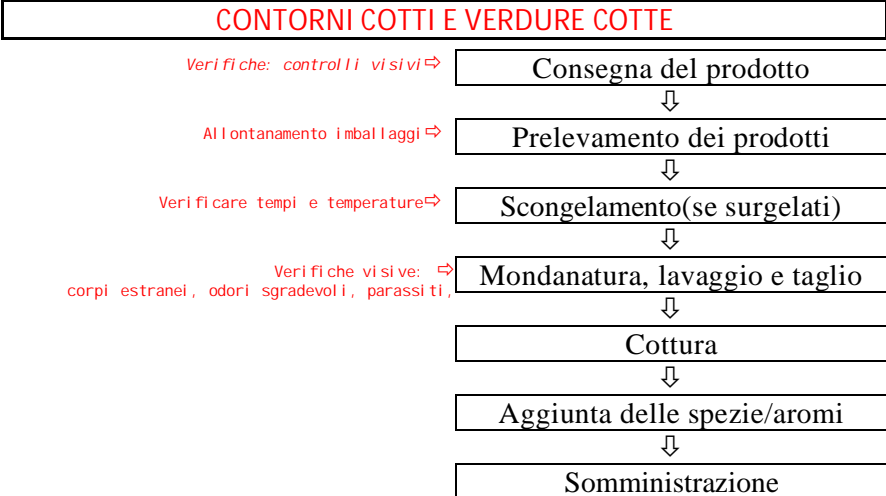 CONTORNI COTTI E VERDURE COTTE
Verifiche: controlli visivi⇨ Consegna del prodotto
⇩
Allontanamento imballaggi⇨ Prelevamento dei prodotti
⇩
Verificare tempi e temperature⇨ Scongelamento(se surgelati)
⇩
Verifiche visive: ⇨ Mondanatura, lavaggio e taglio
corpi estranei, odori sgradevoli, parassiti,
⇩
Cottura
⇩
Aggiunta delle spezie/aromi
⇩
Somministrazione